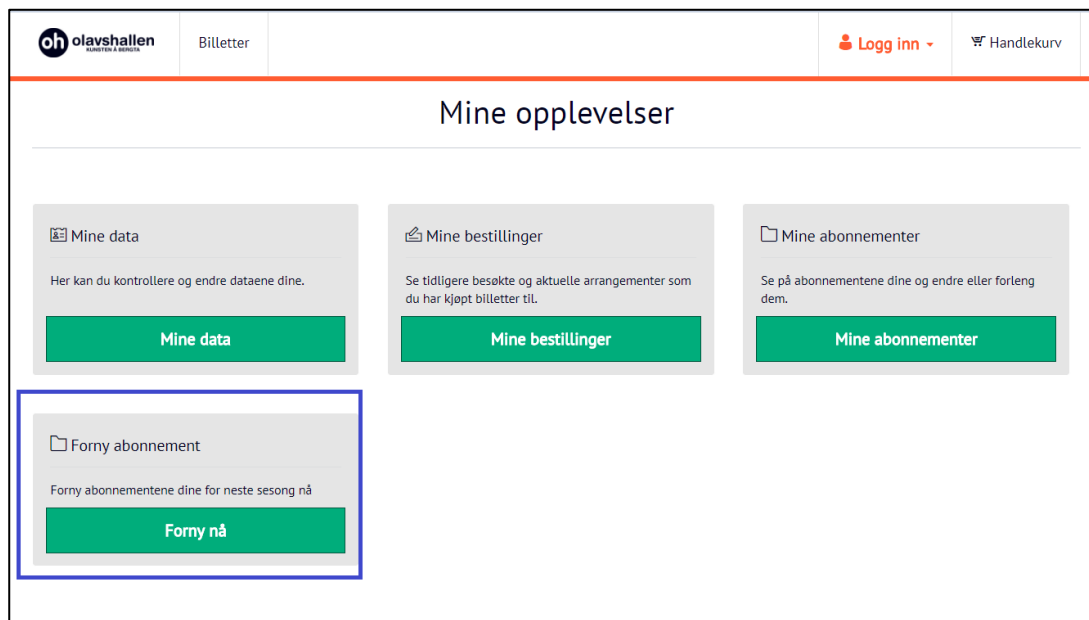 oh olavshallen
KUNSTEN Å BERGTA
Billetter
Logg inn
Handlekurv
Mine opplevelser
Mine data
Her kan du kontrollere og endre dataene dine.
Mine data
Mine bestillinger
Se tidligere besøkte og aktuelle arrangementer som
du har kjøpt billetter til.
Mine bestillinger
Mine abonnementer
Se på abonnementene dine og endre eller forleng
dem.
Mine abonnementer
Forny abonnement
Forny abonnementene dine for neste sesong nå
Forny nå